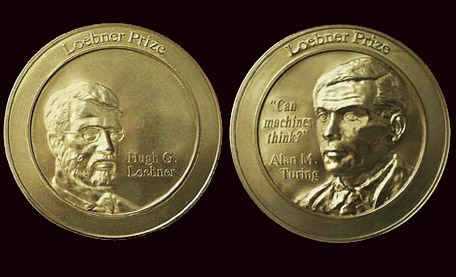 Loebner Prize
Hugh G.
Loebner
Loebner Prize
"Can
machines
think?"
Alan M.
Turing